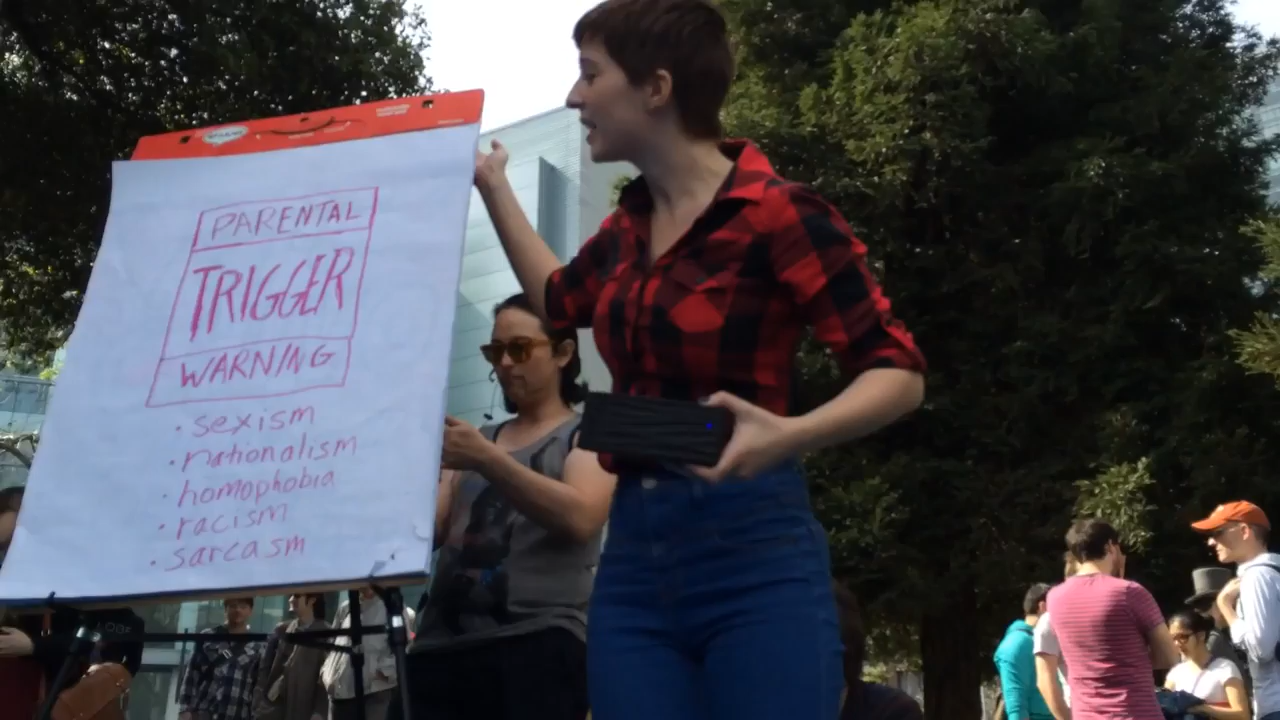 PARENTAL
TRIGGER
WARNING
• sexism
• nationalism
• homophobia
• racism
• sarcasm